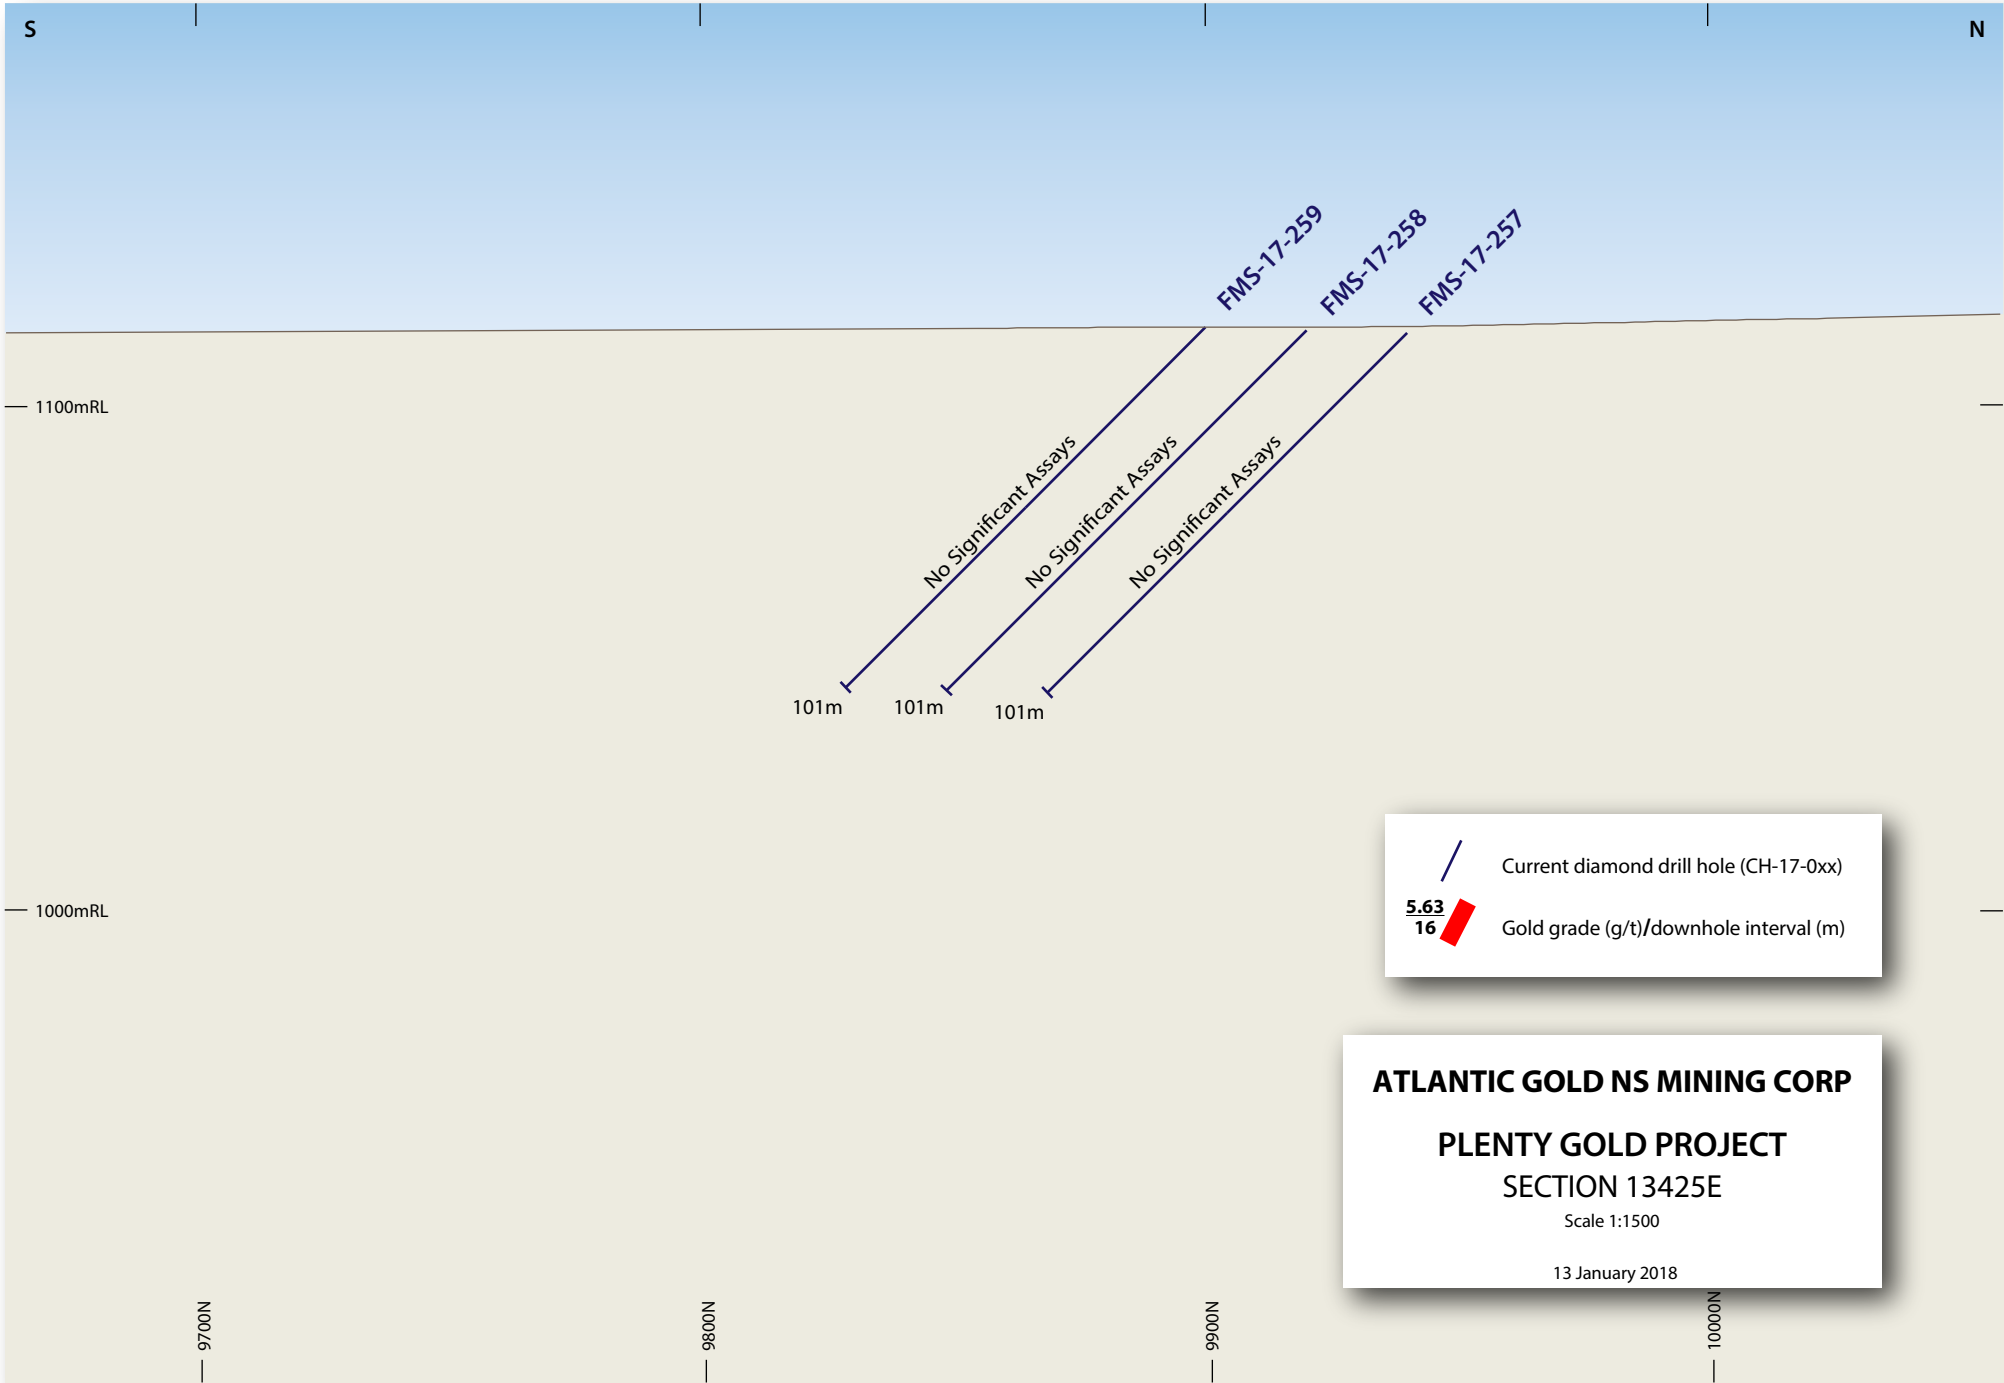 S
N
FMS-17-259
FMS-17-258
FMS-17-257
1100mRL
No Significant Assays
No Significant Assays
No Significant Assays
101m
101m
101m
1000mRL
Current diamond drill hole (CH-17-0xx)
5.63
16
Gold grade (g/t)/downhole interval (m)
ATLANTIC GOLD NS MINING CORP
PLENTY GOLD PROJECT
SECTION 13425E
Scale 1:1500
13 January 2018
9700N
9800N
9900N
10000N